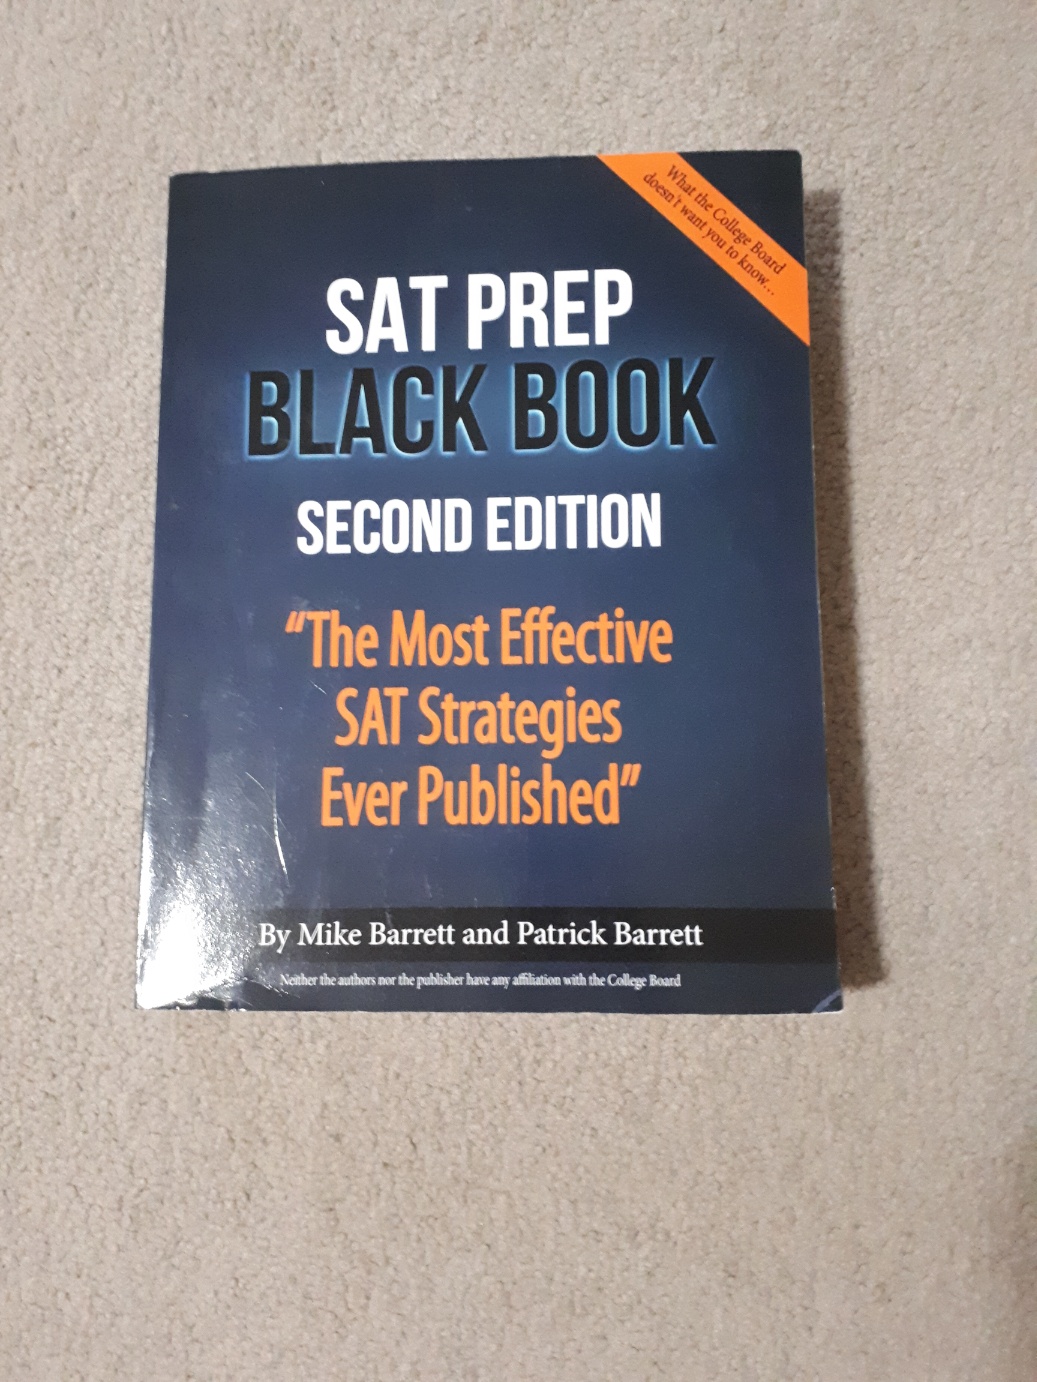 What the College Board
doesn't want you to know...
SAT PREP
BLACK BOOK
SECOND EDITION
"The Most Effective
SAT Strategies
Ever Published"
By Mike Barrett and Patrick Barrett
Neither the authors nor the publisher have any affiliation with the College Board